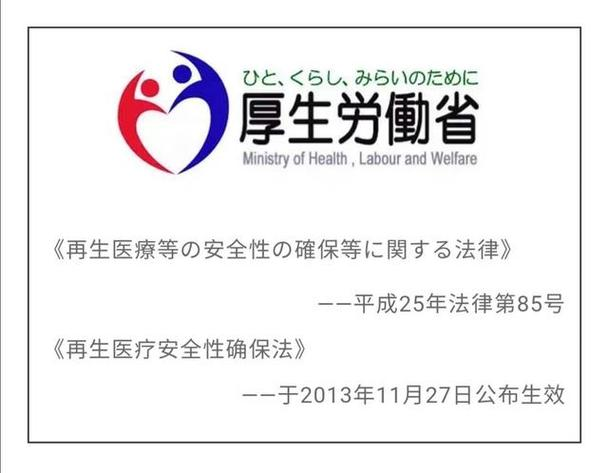 ひと、くらし、みらいのために
厚生労働省
Ministry of Health , Labour and Welfare
《再生医療等の安全性の確保等に関する法律》
——平成25年法律第85号
《再生医疗安全性确保法》
——于2013年11月27日公布生效